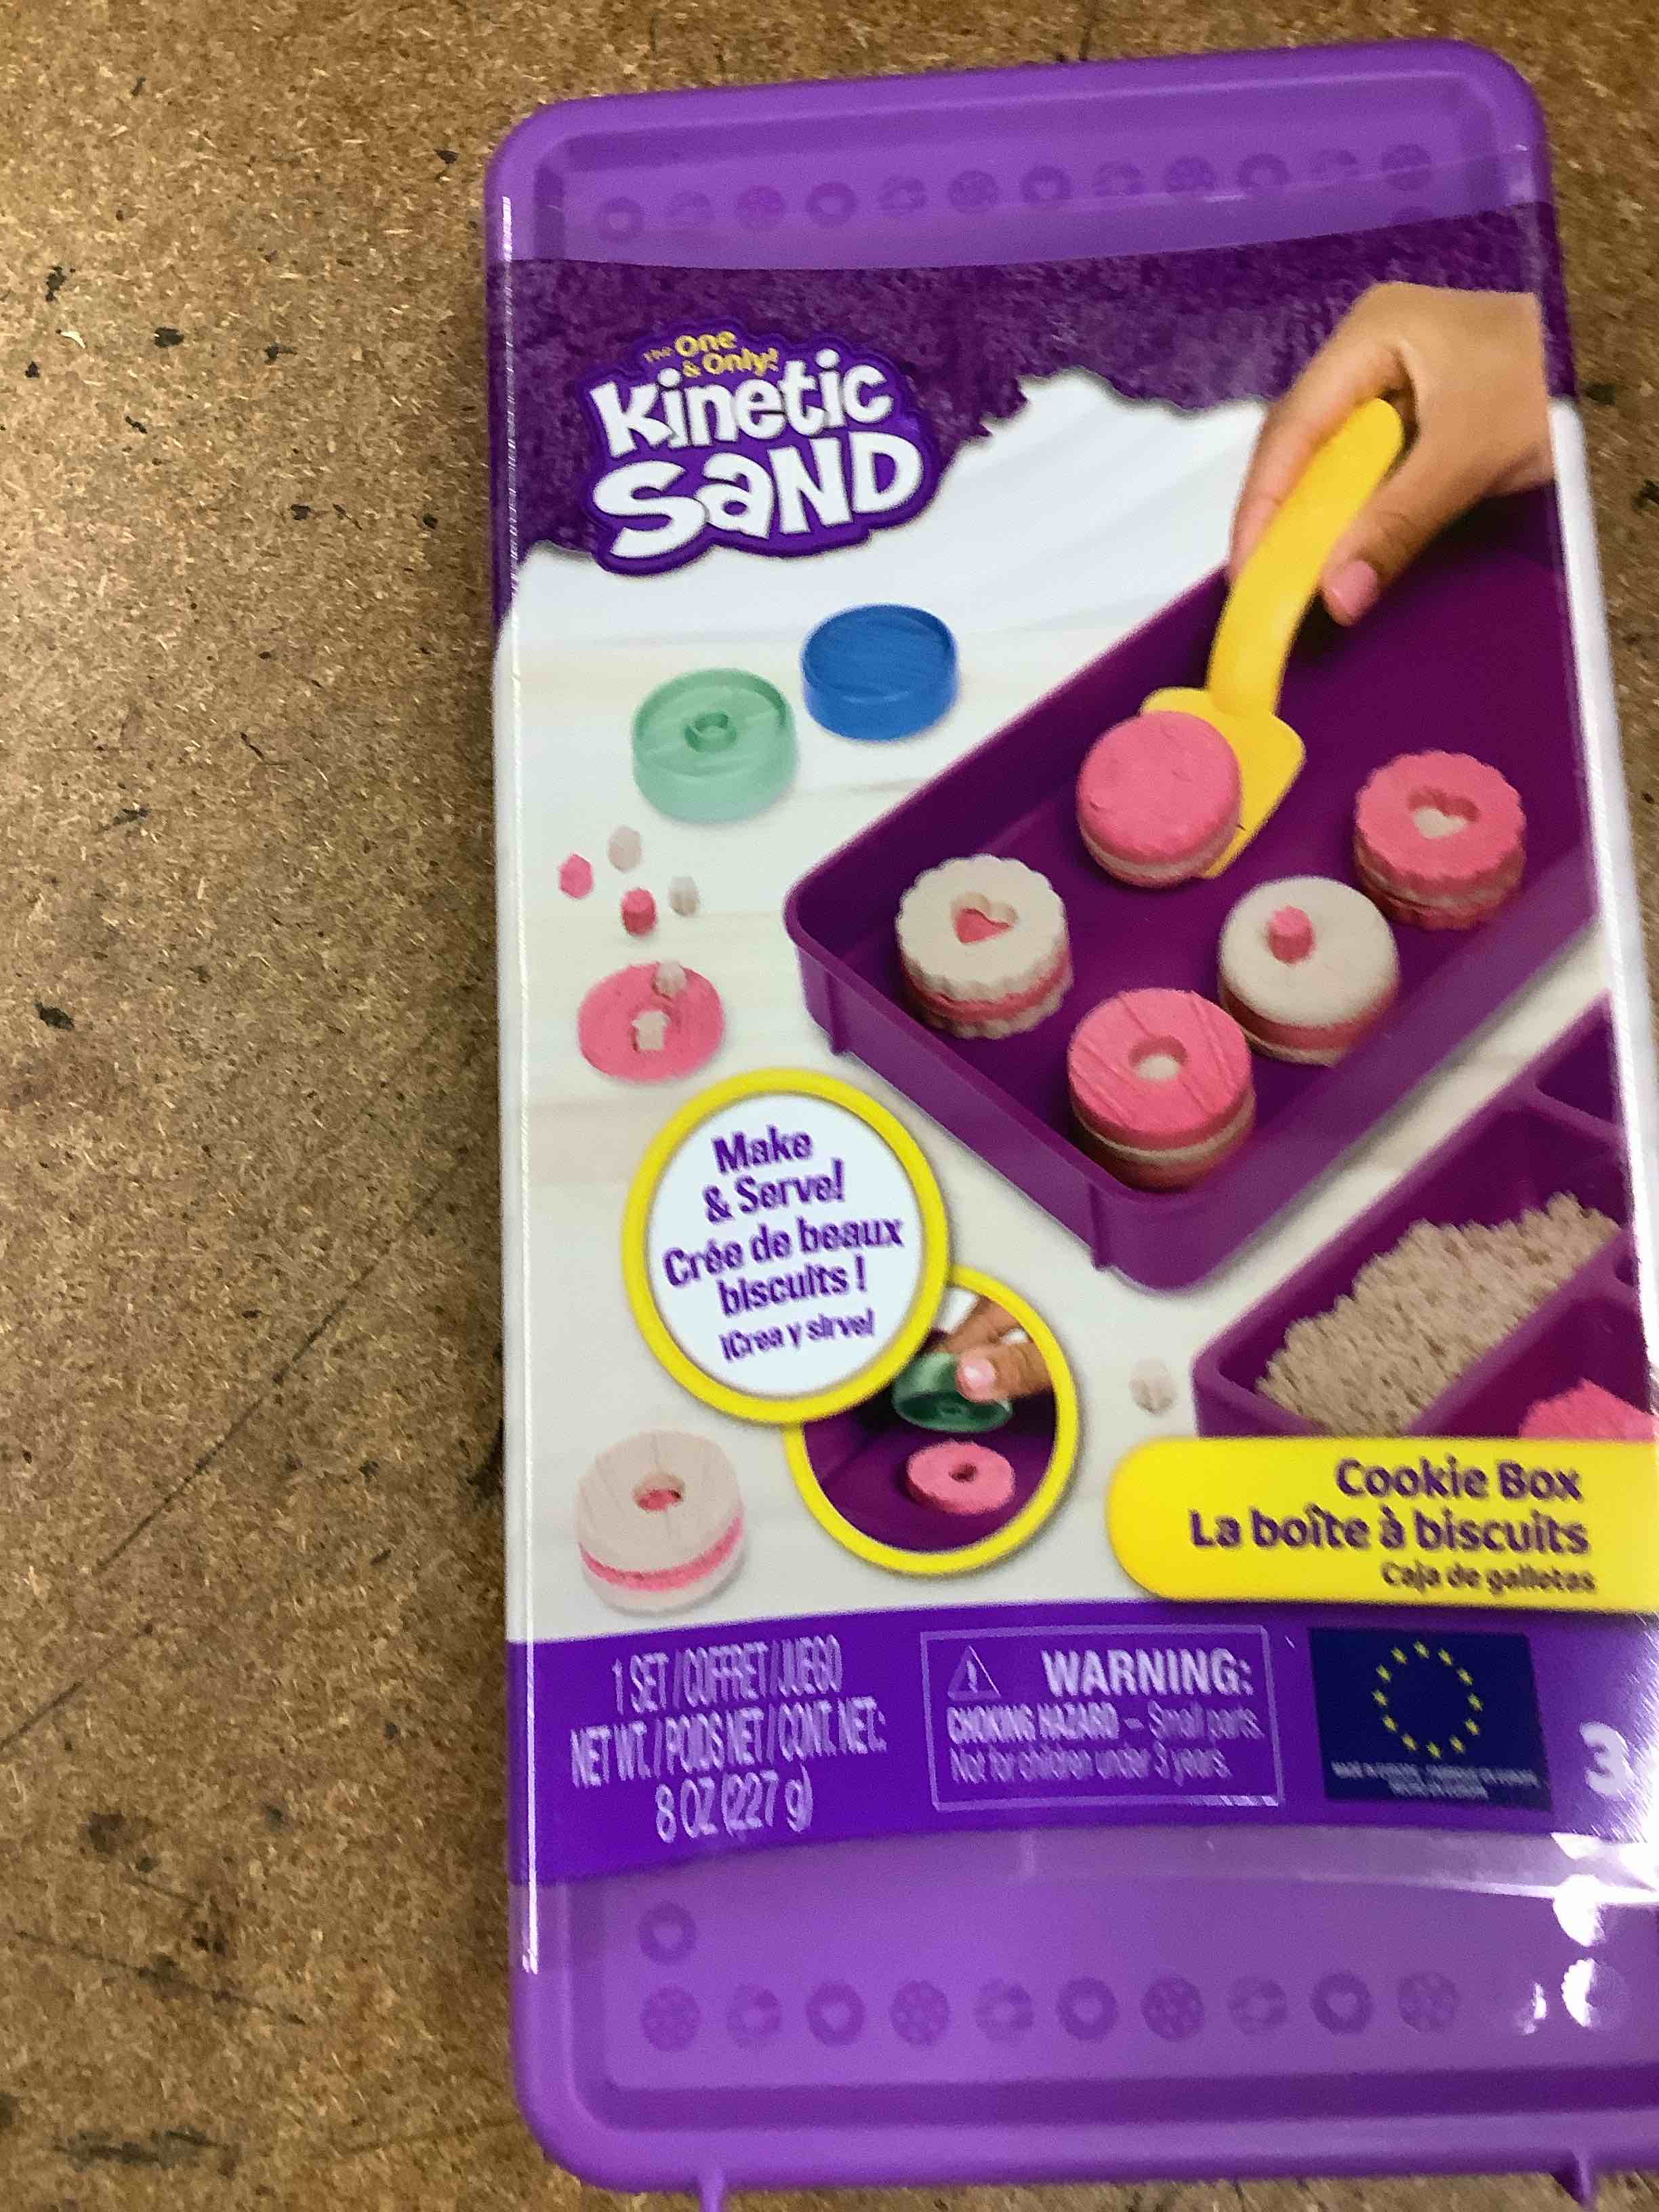 The One
& Only!
Kinetic
SAND
Make
& Serve!
Crée de beaux
biscuits !
¡Crea y sirve!
Cookie Box
La boîte à biscuits
Caja de galletas
1 SET / COFFRET / JUEGO
NET WT. / POIDS NET / CONT. NET:
8 OZ (227 g)
WARNING:
CHOKING HAZARD – Small parts.
Not for children under 3 years.
3